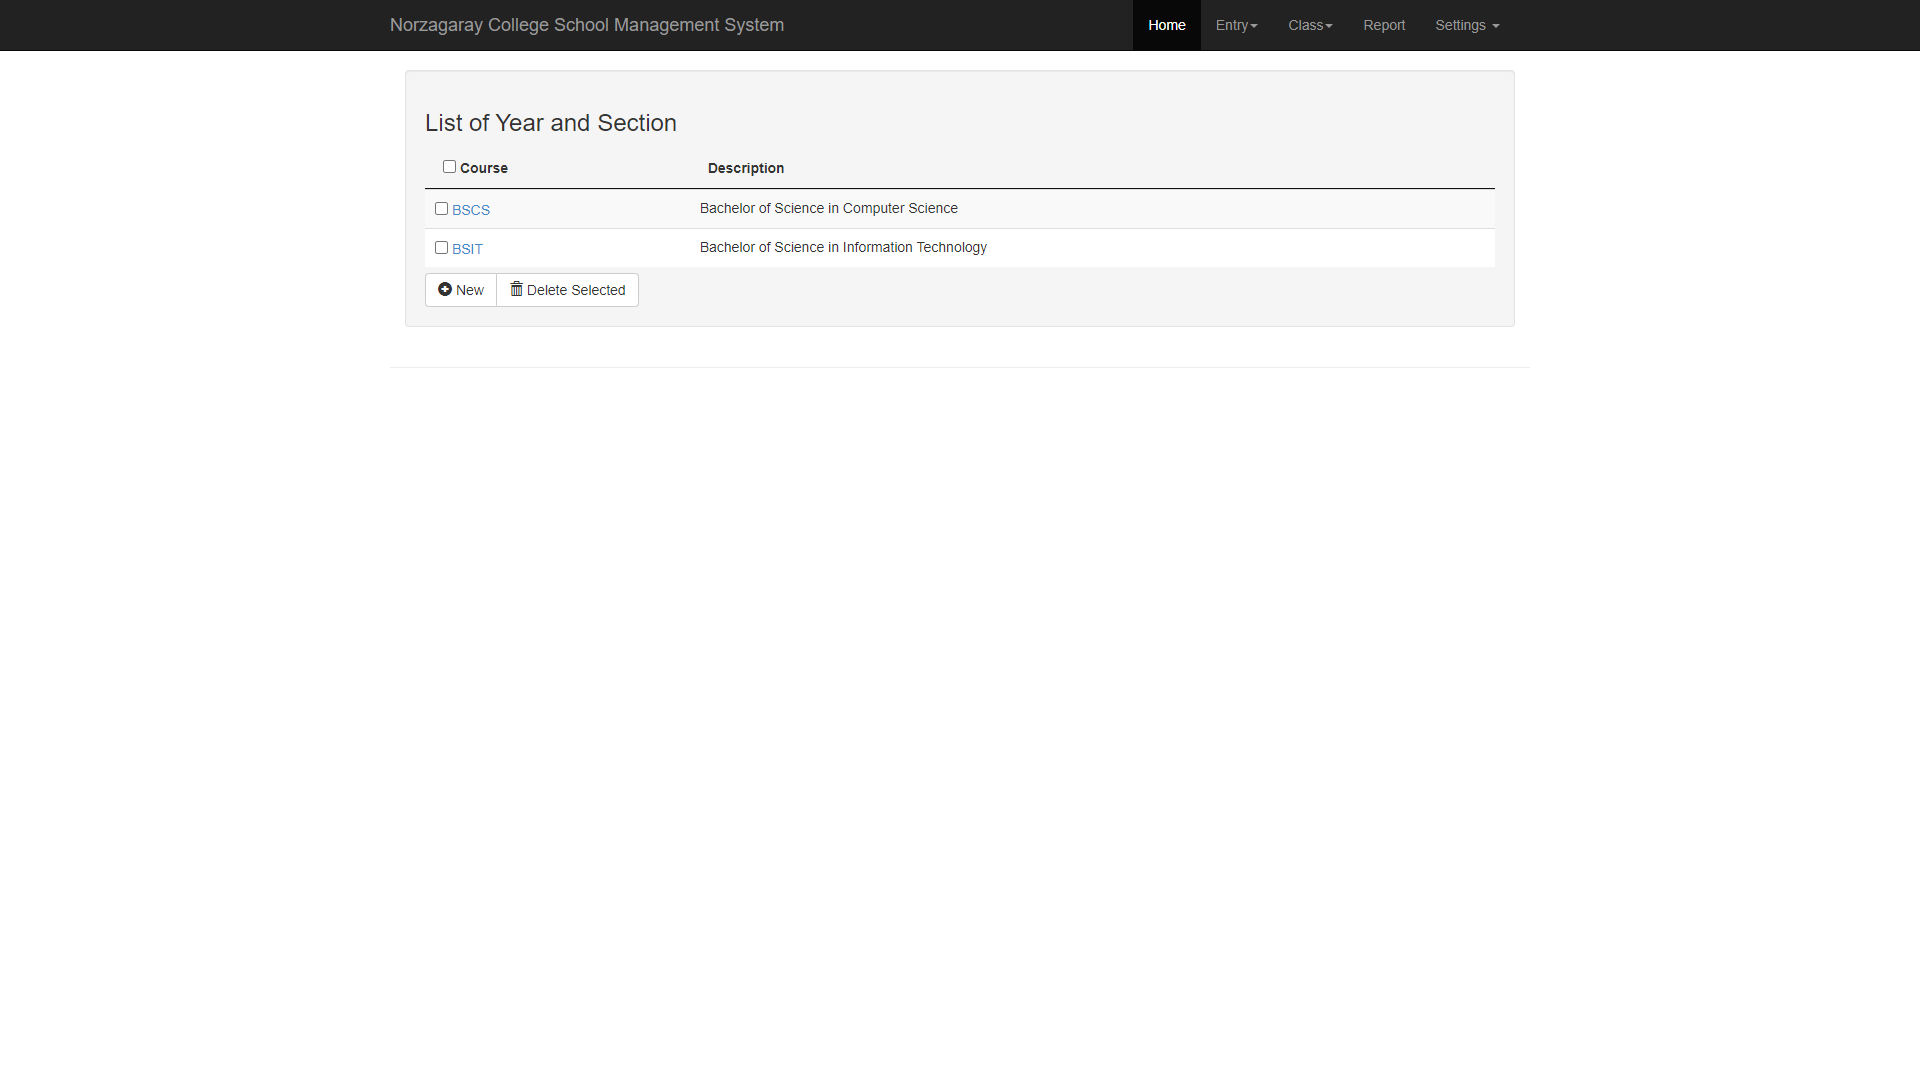 Norzagaray College School Management System Home Entry Class Report Settings
List of Year and Section
Course Description
BSCS Bachelor of Science in Computer Science
BSIT Bachelor of Science in Information Technology
New Delete Selected